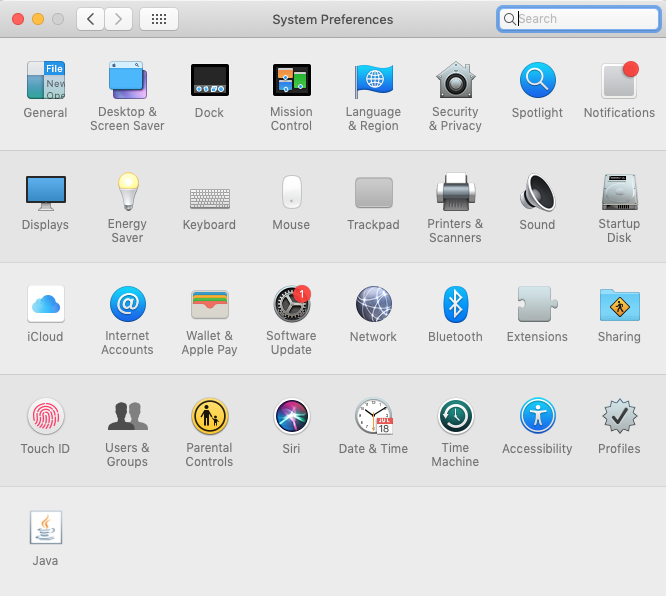 System Preferences
Search
File
New
Ope
General
Desktop &
Screen Saver
Dock
Mission
Control
Language
& Region
Security
& Privacy
Spotlight
Notifications
Displays
Energy
Saver
Keyboard
Mouse
Trackpad
Printers &
Scanners
Sound
Startup
Disk
@
1
iCloud
Internet
Accounts
Wallet &
Apple Pay
Software
Update
Network
Bluetooth
Extensions
Sharing
JUL
18
Touch ID
Users &
Groups
Parental
Controls
Siri
Date & Time
Time
Machine
Accessibility
Profiles
Java